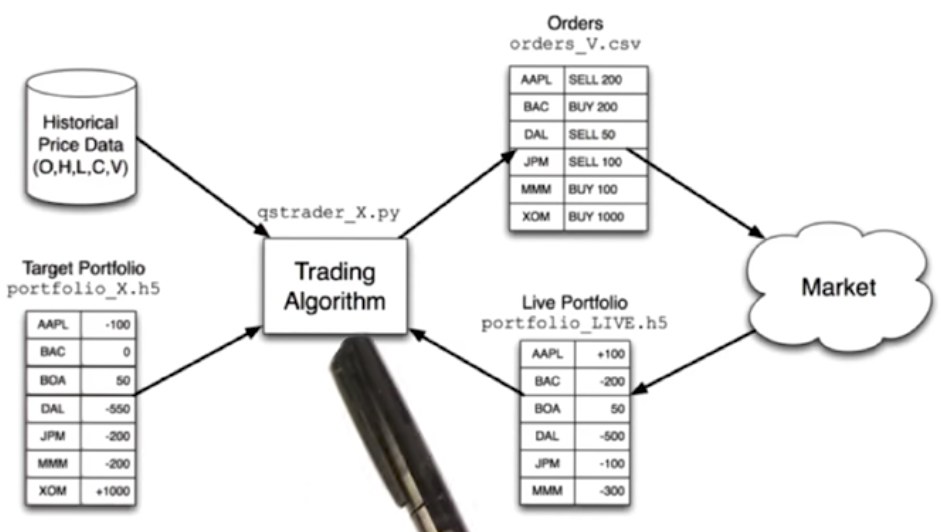 Orders
orders_V.csv
AAPL SELL 200
BAC BUY 200
DAL SELL 50
JPM SELL 100
MMM BUY 100
XOM BUY 1000
Historical
Price Data
(O,H,L,C,V)
qstrader_X.py
Trading
Algorithm
Target Portfolio
portfolio_X.h5
AAPL -100
BAC 0
BOA 50
DAL -550
JPM -200
MMM -200
XOM +1000
Live Portfolio
portfolio_LIVE.h5
AAPL +100
BAC -200
BOA 50
DAL -500
JPM -100
MMM -300
Market